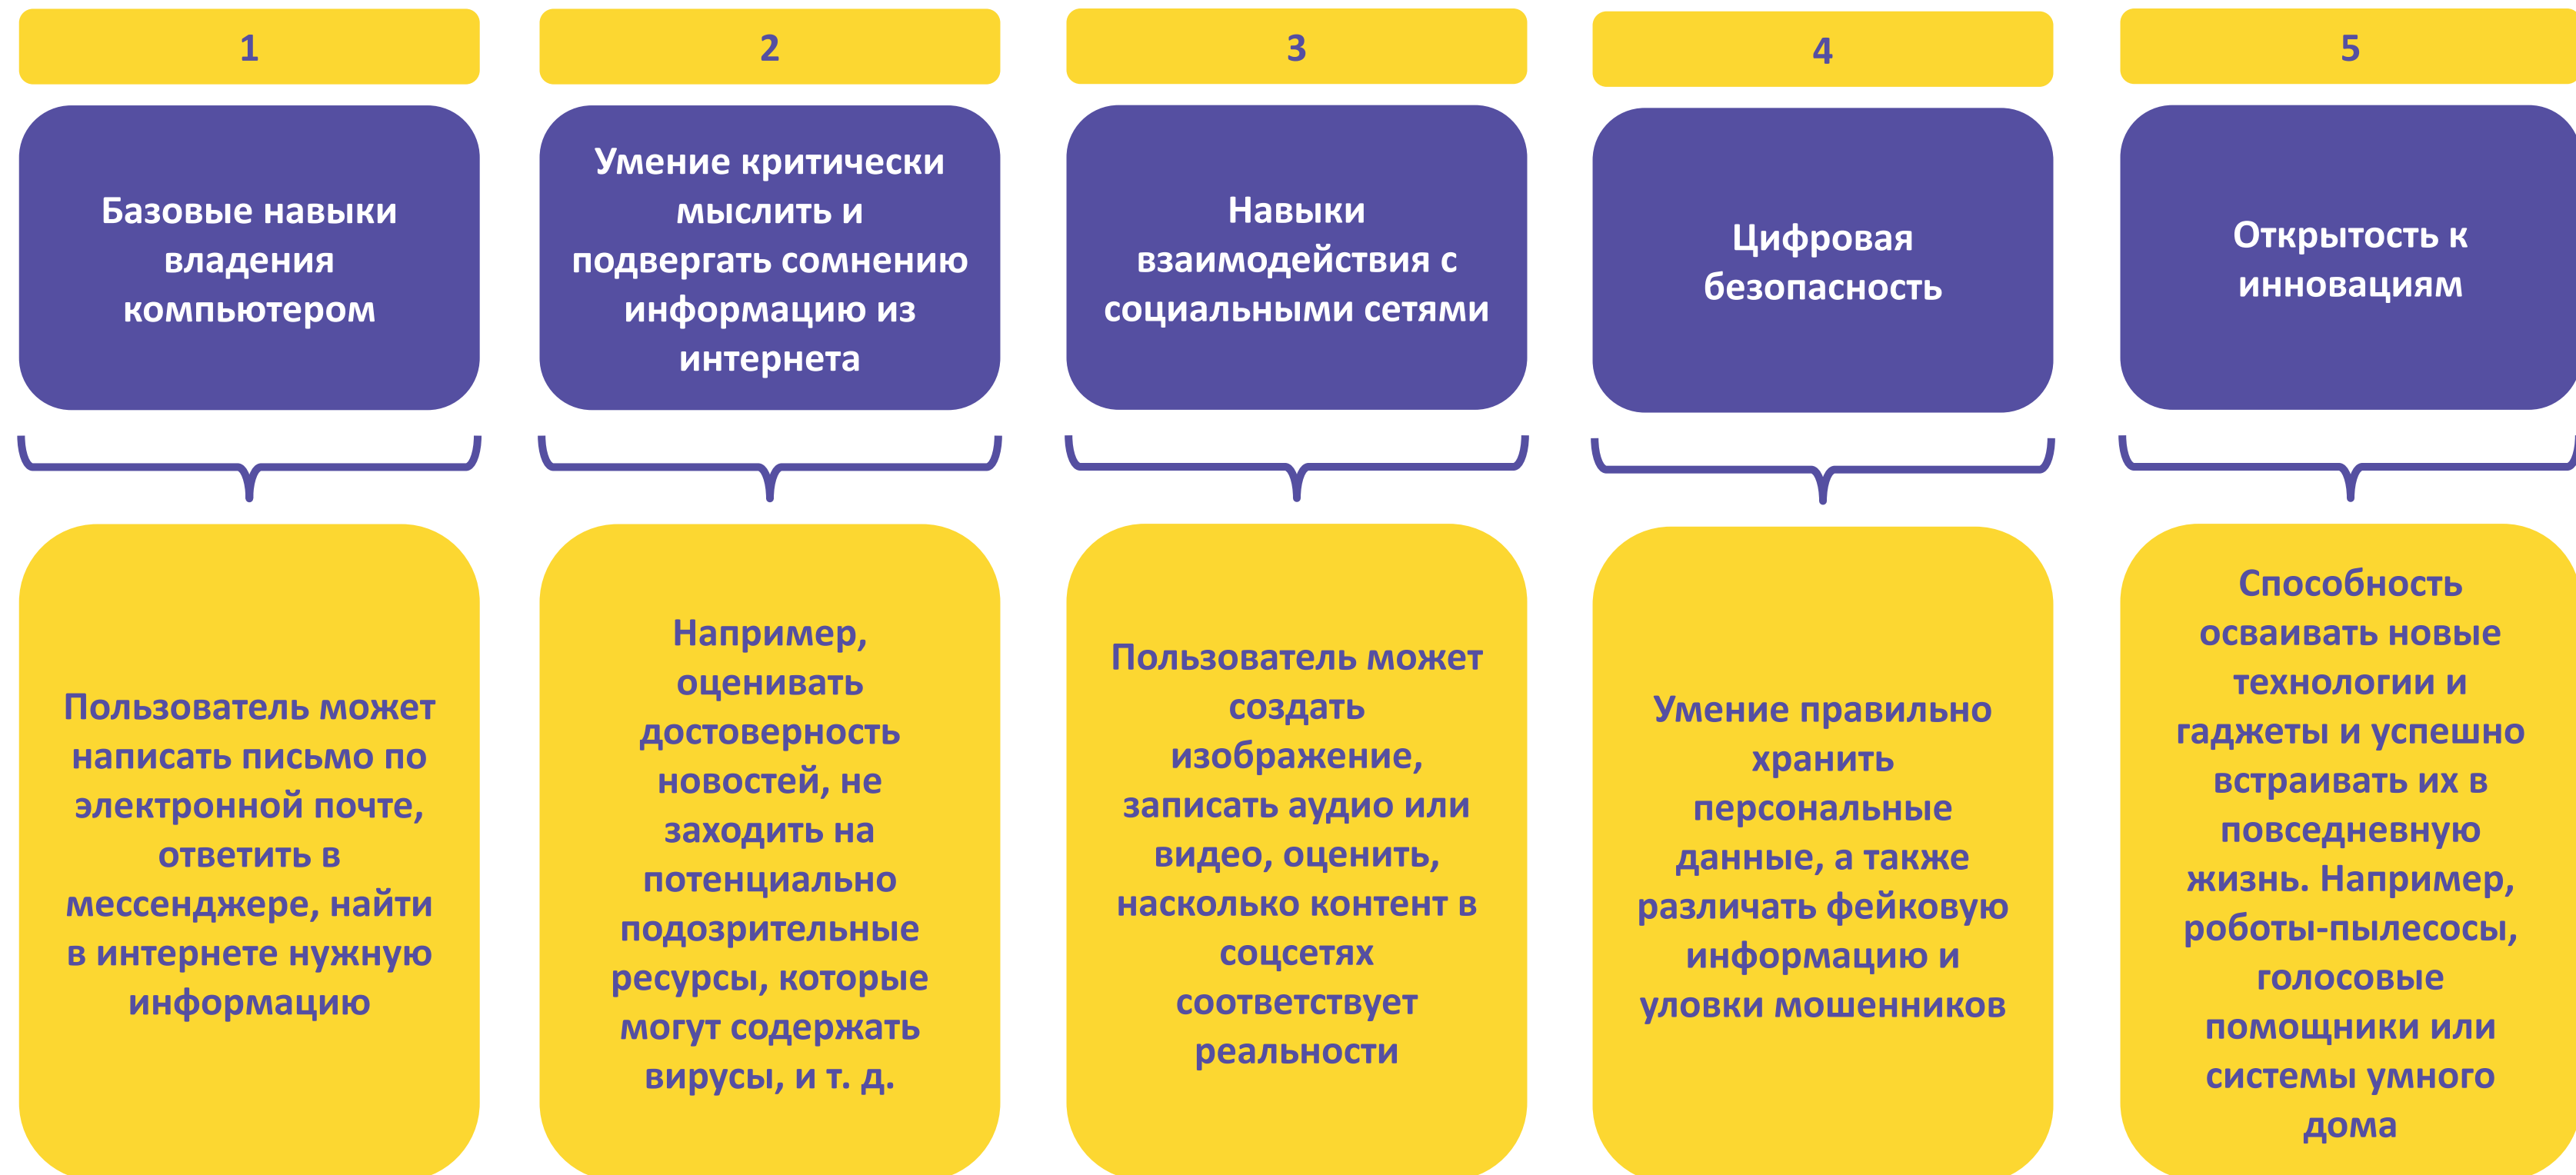 1
Базовые навыки
владения
компьютером
Пользователь может
написать письмо по
электронной почте,
ответить в
мессенджере, найти
в интернете нужную
информацию
2
Умение критически
мыслить и
подвергать сомнению
информацию из
интернета
Например,
оценивать
достоверность
новостей, не
заходить на
потенциально
подозрительные
ресурсы, которые
могут содержать
вирусы, и т. д.
3
Навыки
взаимодействия с
социальными сетями
Пользователь может
создать
изображение,
записать аудио или
видео, оценить,
насколько контент в
соцсетях
соответствует
реальности
4
Цифровая
безопасность
Умение правильно
хранить
персональные
данные, а также
различать фейковую
информацию и
уловки мошенников
5
Открытость к
инновациям
Способность
осваивать новые
технологии и
гаджеты и успешно
встраивать их в
повседневную
жизнь. Например,
роботы-пылесосы,
голосовые
помощники или
системы умного
дома